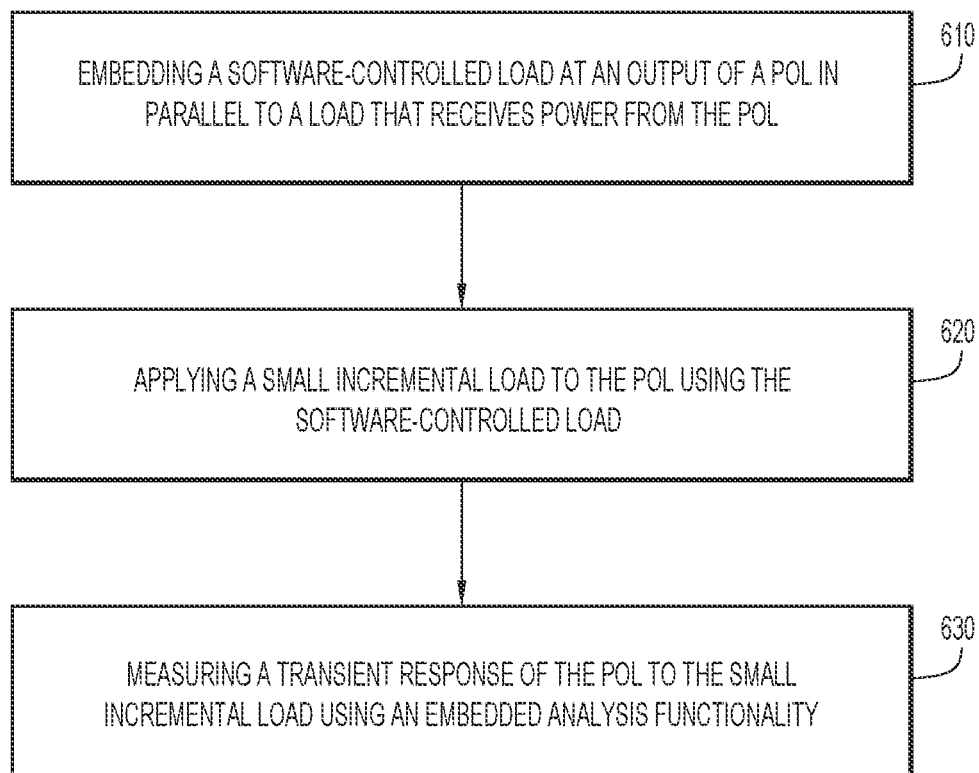 610
EMBEDDING A SOFTWARE-CONTROLLED LOAD AT AN OUTPUT OF A POL IN
PARALLEL TO A LOAD THAT RECEIVES POWER FROM THE POL
620
APPLYING A SMALL INCREMENTAL LOAD TO THE POL USING THE
SOFTWARE-CONTROLLED LOAD
630
MEASURING A TRANSIENT RESPONSE OF THE POL TO THE SMALL
INCREMENTAL LOAD USING AN EMBEDDED ANALYSIS FUNCTIONALITY